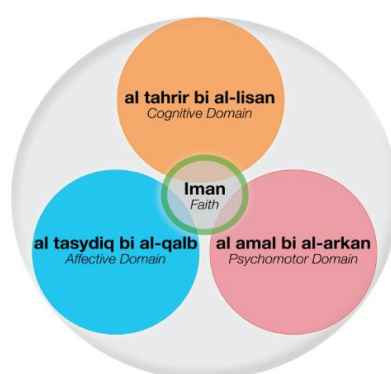 al tahrir bi al-lisan
Cognitive Domain
Iman
Faith
al tasydiq bi al-qalb
Affective Domain
al amal bi al-arkan
Psychomotor Domain